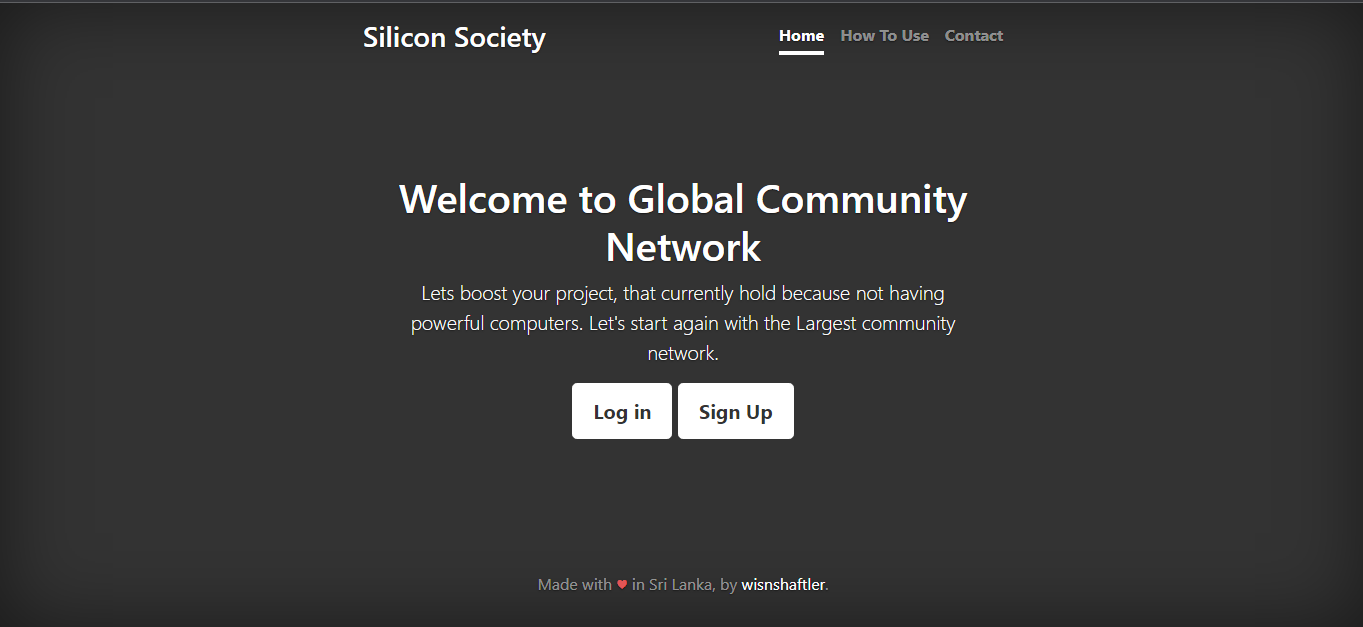 Silicon Society
Home How To Use Contact
Welcome to Global Community
Network
Lets boost your project, that currently hold because not having
powerful computers. Let's start again with the Largest community
network.
Log in Sign Up
Made with ♥ in Sri Lanka, by wisnshaftler.